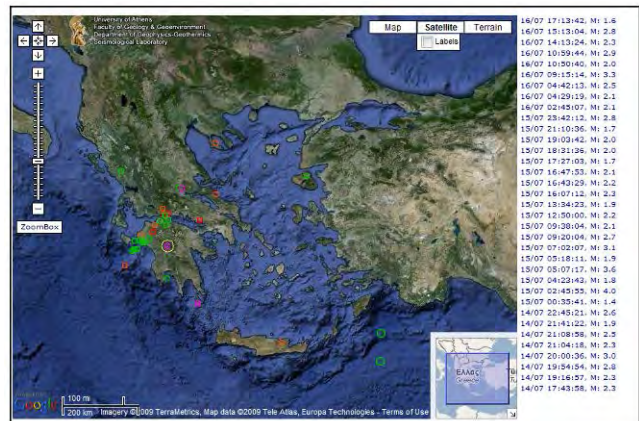 University of Athens
Faculty of Geology & Geoenvironment
Department of Geophysics-Geothermics
Seismological Laboratory
Map
Satellite
Terrain
Labels
ZoomBox
100 mi
200 km
Google
Imagery ©2009 TerraMetrics, Map data ©2009 Tele Atlas, Europa Technologies - Terms of Use
Ελλάς
Greece
16/07 17:13:42, M: 1.6
16/07 15:13:04, M: 2.8
16/07 14:13:24, M: 2.3
16/07 10:59:44, M: 2.9
16/07 10:50:40, M: 2.0
16/07 09:15:14, M: 3.3
16/07 04:42:13, M: 2.5
16/07 04:29:19, M: 2.1
16/07 02:45:07, M: 2.1
15/07 23:42:12, M: 2.8
15/07 21:10:36, M: 1.7
15/07 19:03:42, M: 2.0
15/07 18:31:36, M: 2.0
15/07 17:27:03, M: 1.7
15/07 16:47:53, M: 2.1
15/07 16:43:29, M: 2.2
15/07 16:07:12, M: 2.3
15/07 13:34:23, M: 1.9
15/07 12:50:00, M: 2.2
15/07 09:38:04, M: 2.1
15/07 09:20:04, M: 2.7
15/07 07:02:07, M: 3.1
15/07 05:18:11, M: 1.9
15/07 05:07:17, M: 3.6
15/07 04:23:43, M: 1.8
15/07 02:45:55, M: 4.0
15/07 00:35:41, M: 1.4
14/07 22:45:21, M: 2.6
14/07 21:41:22, M: 1.9
14/07 21:08:58, M: 2.5
14/07 21:04:18, M: 2.3
14/07 20:00:36, M: 3.0
14/07 19:54:54, M: 2.8
14/07 19:16:57, M: 2.3
14/07 17:43:58, M: 2.3